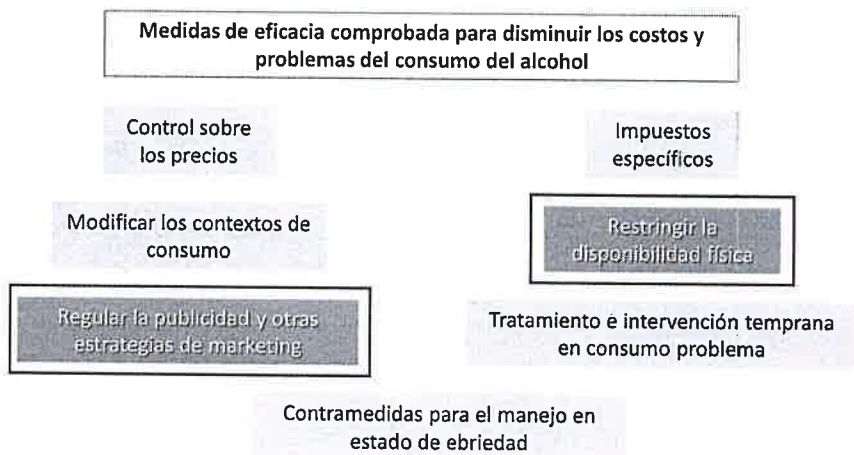 Medidas de eficacia comprobada para disminuir los costos y
problemas del consumo del alcohol
Control sobre
los precios
Impuestos
específicos
Modificar los contextos de
consumo
Restringir la
disponibilidad física
Regular la publicidad y otras
estrategias de marketing
Tratamiento e intervención temprana
en consumo problema
Contramedidas para el manejo en
estado de ebriedad